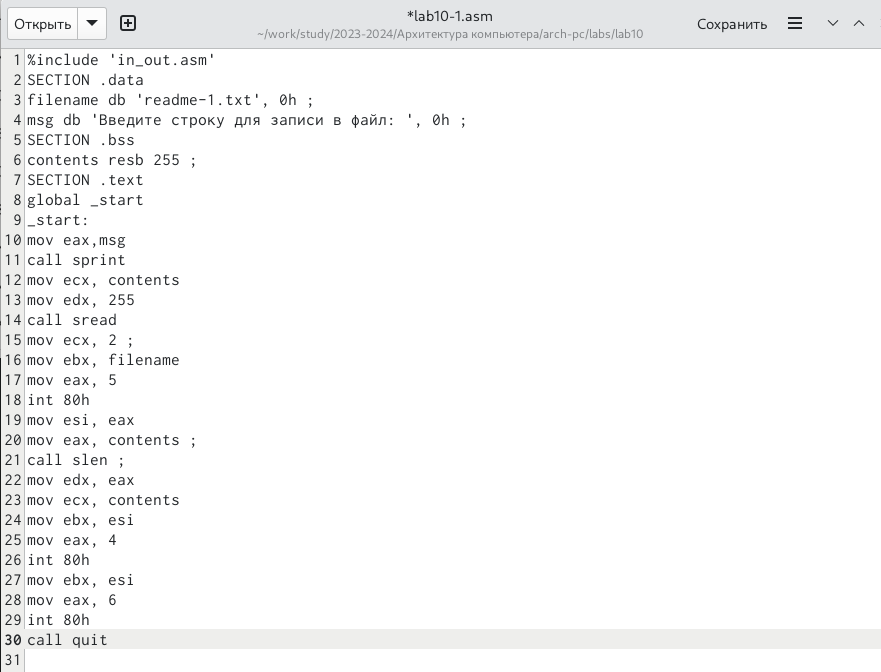 Открыть
*lab10-1.asm
~/work/study/2023-2024/Архитектура компьютера/arch-pc/labs/lab10
Сохранить
1 %include 'in_out.asm'
2 SECTION .data
3 filename db 'readme-1.txt', 0h ;
4 msg db 'Введите строку для записи в файл: ', 0h ;
5 SECTION .bss
6 contents resb 255 ;
7 SECTION .text
8 global _start
9 _start:
10 mov eax,msg
11 call sprint
12 mov ecx, contents
13 mov edx, 255
14 call sread
15 mov ecx, 2 ;
16 mov ebx, filename
17 mov eax, 5
18 int 80h
19 mov esi, eax
20 mov eax, contents ;
21 call slen ;
22 mov edx, eax
23 mov ecx, contents
24 mov ebx, esi
25 mov eax, 4
26 int 80h
27 mov ebx, esi
28 mov eax, 6
29 int 80h
30 call quit
31